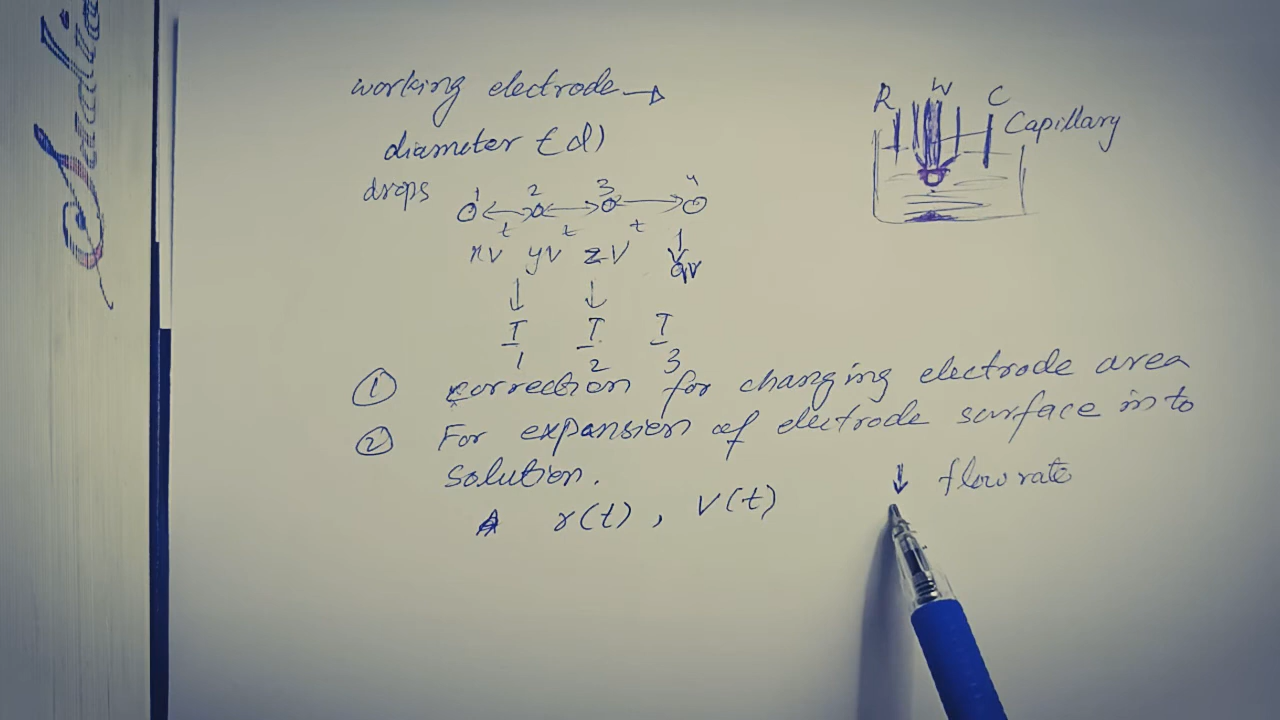 working electrode →
diameter (d)
R W C
Capillary
drops
1 2 3 4
t t t
xv yv zv qv
I I I
1 2 3
① correction for changing electrode area
② For expansion of electrode surface into
solution.
↓ flow rate
r(t), V(t)